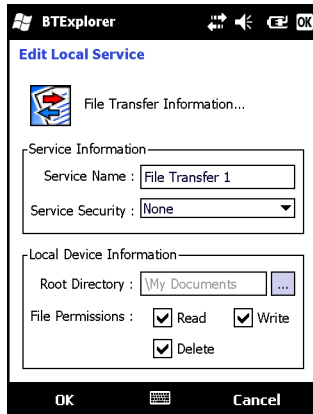 BTExplorer OK
Edit Local Service
File Transfer Information...
Service Information
Service Name : File Transfer 1
Service Security : None
Local Device Information
Root Directory : \My Documents ...
File Permissions : Read Write
Delete
OK Cancel